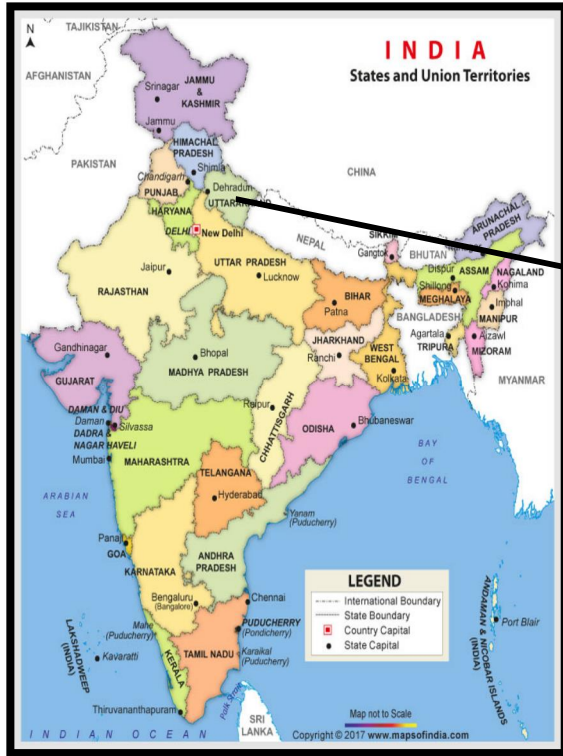 TAJIKISTAN
N
INDIA
States and Union Territories
AFGHANISTAN
JAMMU
&
KASHMIR
Srinagar
Jammu
HIMACHAL
PRADESH
Shimla
PAKISTAN
CHINA
Chandigarh
PUNJAB
Dehradun
HARYANA
DELHI
New Delhi
NEPAL
SIKKIM
Gangtok
BHUTAN
ARUNACHAL
PRADESH
Jaipur
RAJASTHAN
UTTAR PRADESH
Lucknow
Dispur
ASSAM
NAGALAND
Kohima
Shillong
MEGHALAYA
Imphal
MANIPUR
BIHAR
Patna
BANGLADESH
Agartala
Aizawl
TRIPURA
MIZORAM
Gandhinagar
GUJARAT
Bhopal
MADHYA PRADESH
JHARKHAND
Ranchi
WEST
BENGAL
Kolkata
MYANMAR
DAMAN & DIU
Daman
Silvassa
DADRA &
NAGAR HAVELI
Mumbai
MAHARASHTRA
Raipur
CHHATTISGARH
ODISHA
Bhubaneswar
ARABIAN
SEA
TELANGANA
Hyderabad
BAY
OF
BENGAL
Yanam
(Puducherry)
Panaji
GOA
KARNATAKA
ANDHRA
PRADESH
Bengaluru
(Bangalore)
Chennai
Mahe
(Puducherry)
PUDUCHERRY
(Pondicherry)
LAKSHADWEEP
(INDIA)
Kavaratti
KERALA
TAMIL NADU
Karaikal
(Puducherry)
Thiruvananthapuram
Palk Strait
SRI
LANKA
INDIAN OCEAN
LEGEND
International Boundary
State Boundary
Country Capital
State Capital
ANDAMAN & NICOBAR ISLANDS
(INDIA)
Port Blair
Map not to Scale
Copyright © 2017 www.mapsofindia.com